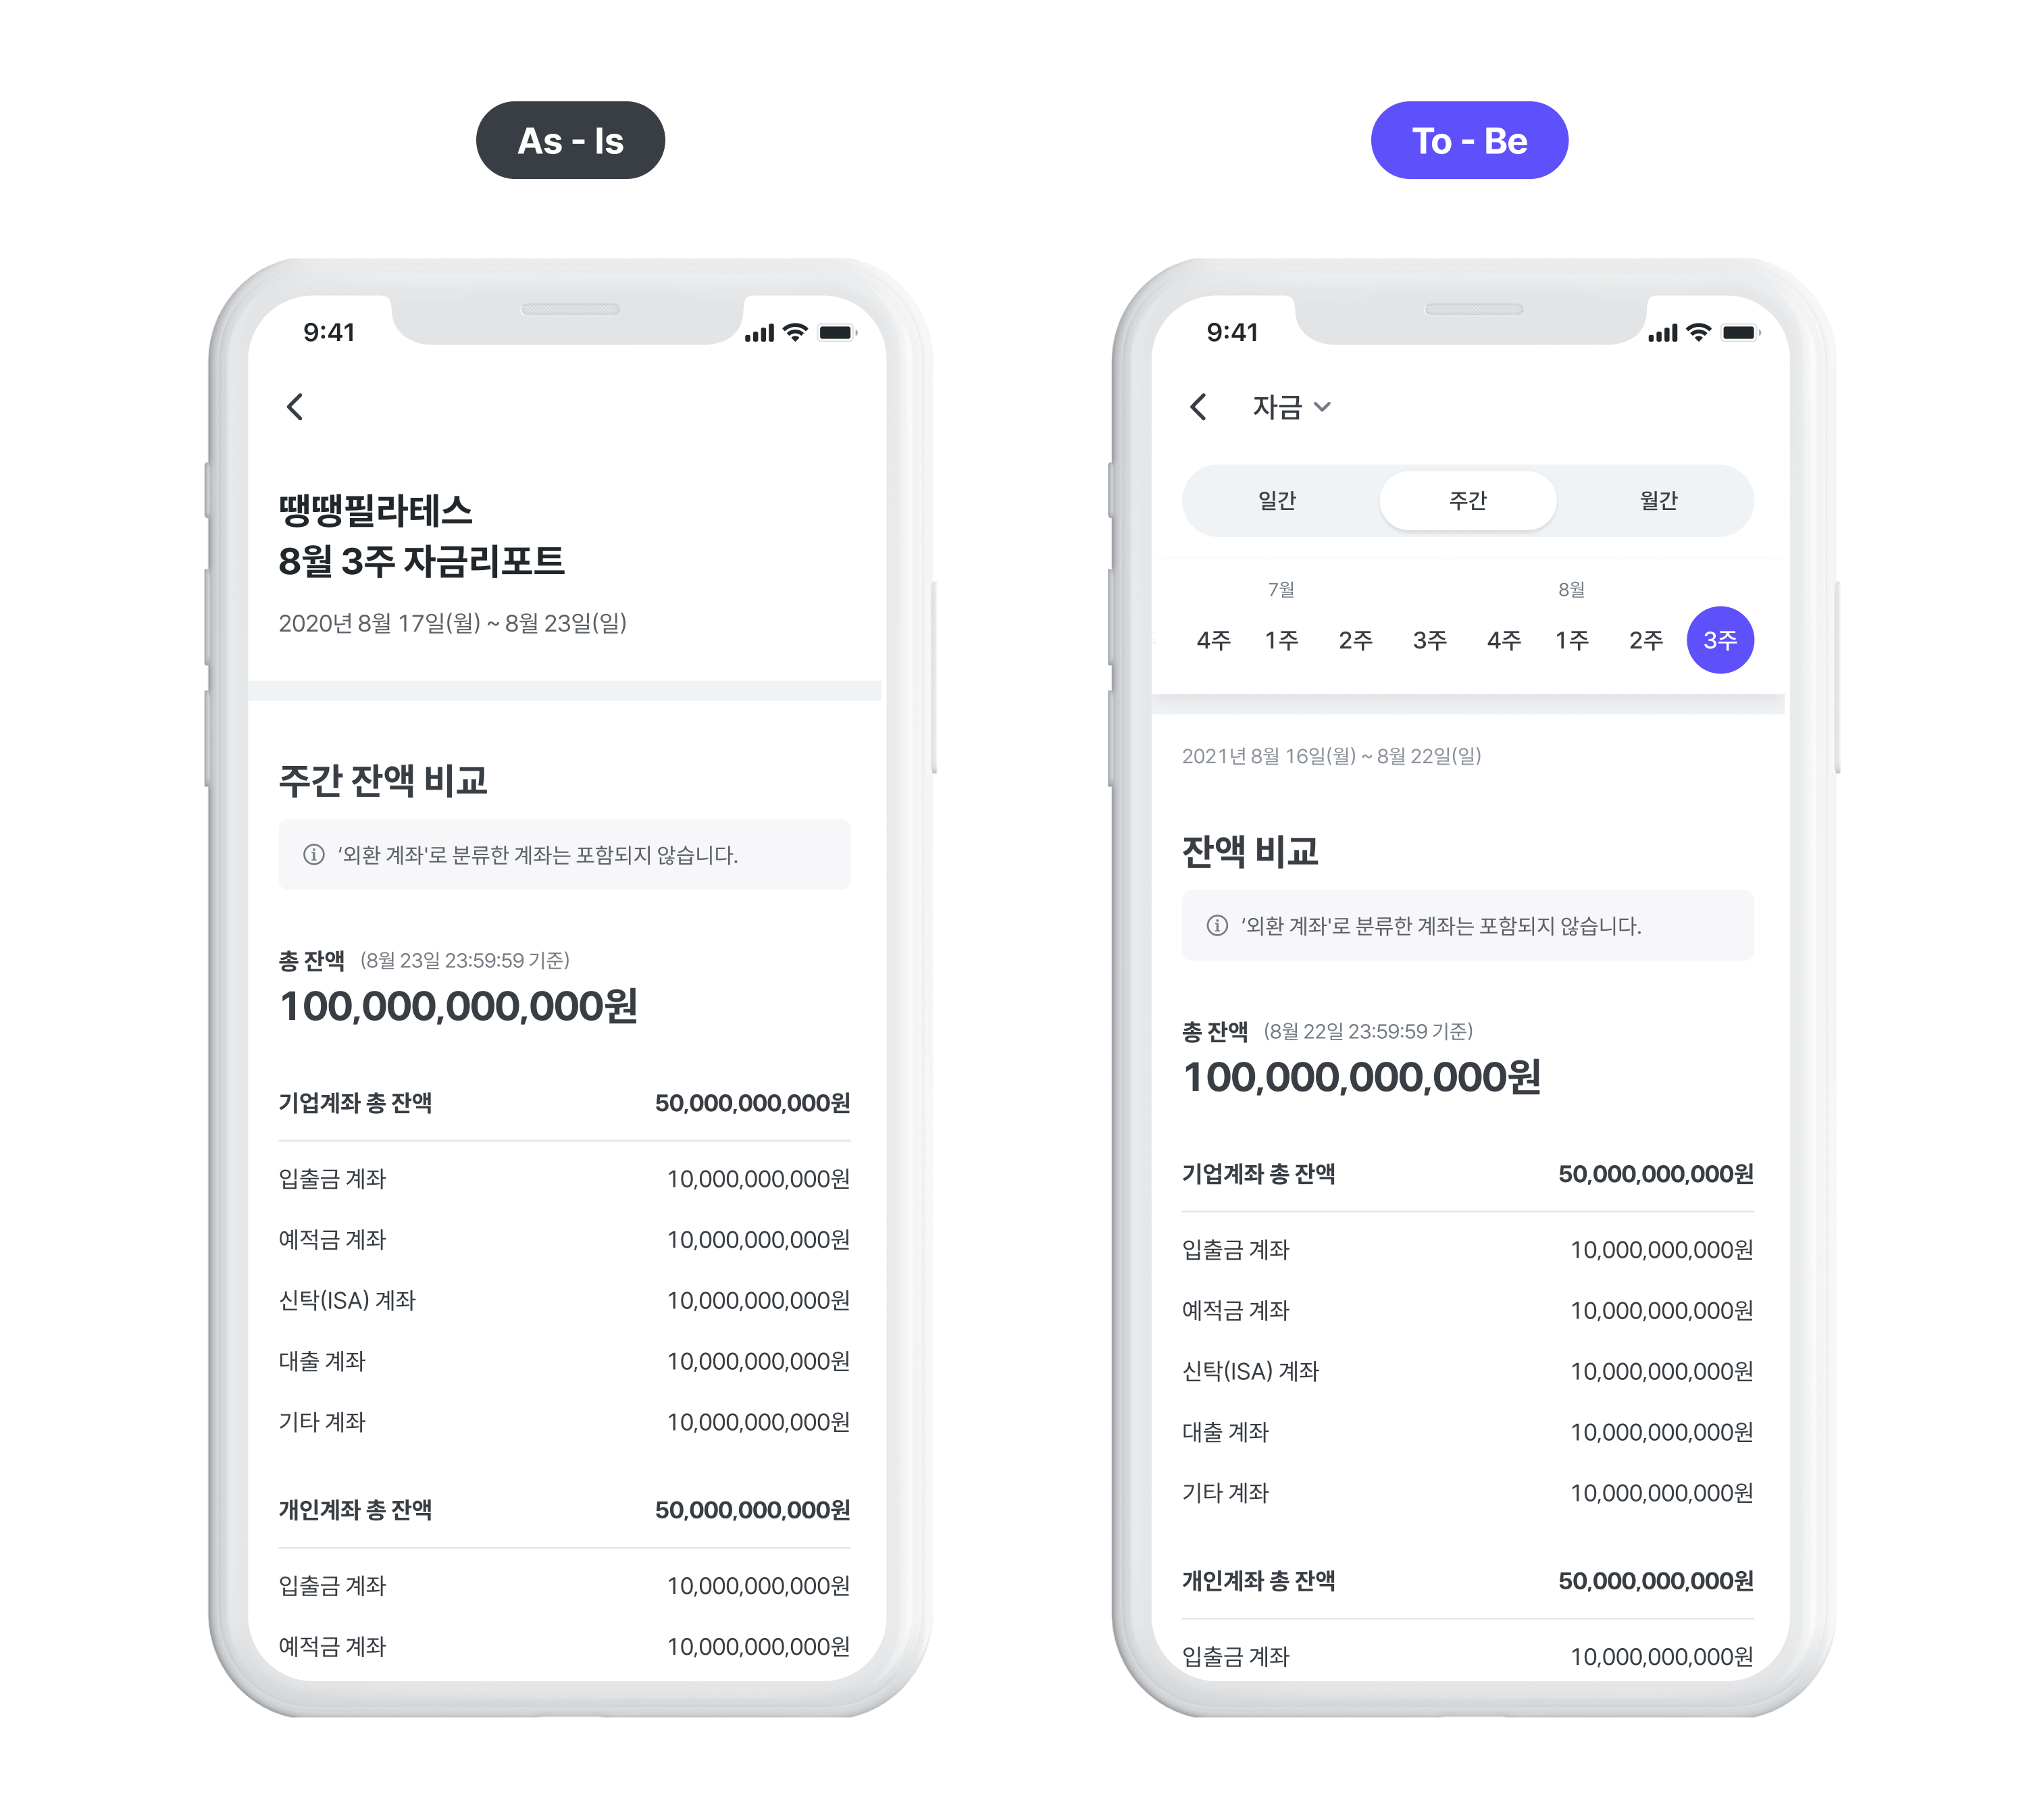 As - Is
9:41
땡땡필라테스
8월 3주 자금리포트
2020년 8월 17일(월) ~ 8월 23일(일)
주간 잔액 비교
‘외환 계좌'로 분류한 계좌는 포함되지 않습니다.
총 잔액 (8월 23일 23:59:59 기준)
100,000,000,000원
기업계좌 총 잔액 50,000,000,000원
입출금 계좌 10,000,000,000원
예적금 계좌 10,000,000,000원
신탁(ISA) 계좌 10,000,000,000원
대출 계좌 10,000,000,000원
기타 계좌 10,000,000,000원
개인계좌 총 잔액 50,000,000,000원
입출금 계좌 10,000,000,000원
예적금 계좌 10,000,000,000원
To - Be
9:41
자금
일간 주간 월간
7월 8월
4주 1주 2주 3주 4주 1주 2주 3주
2021년 8월 16일(월) ~ 8월 22일(일)
잔액 비교
‘외환 계좌'로 분류한 계좌는 포함되지 않습니다.
총 잔액 (8월 22일 23:59:59 기준)
100,000,000,000원
기업계좌 총 잔액 50,000,000,000원
입출금 계좌 10,000,000,000원
예적금 계좌 10,000,000,000원
신탁(ISA) 계좌 10,000,000,000원
대출 계좌 10,000,000,000원
기타 계좌 10,000,000,000원
개인계좌 총 잔액 50,000,000,000원
입출금 계좌 10,000,000,000원